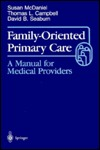 Susan McDaniel
Thomas L. Campbell
David B. Seaburn
Family-Oriented
Primary Care
A Manual for
Medical Providers
Springer